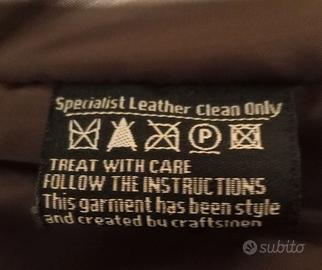 Specialist Leather Clean Only
P
TREAT WITH CARE
FOLLOW THE INSTRUCTIONS
This garment has been style
and created by craftsmen
subito